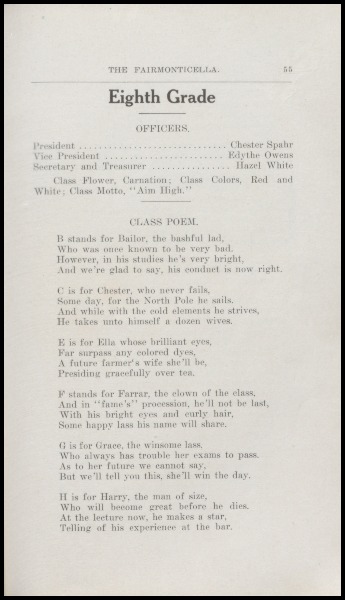 THE FAIRMONTICELLA. 55
Eighth Grade
OFFICERS.
President .............................. Chester Spahr
Vice President ........................ Edythe Owens
Secretary and Treasurer ................ Hazel White
Class Flower, Carnation; Class Colors, Red and
White; Class Motto, "Aim High."
CLASS POEM.
B stands for Bailor, the bashful lad,
Who was once known to be very bad.
However, in his studies he's very bright,
And we're glad to say, his conduct is now right.
C is for Chester, who never fails,
Some day, for the North Pole he sails.
And while with the cold elements he strives,
He takes unto himself a dozen wives.
E is for Ella whose brilliant eyes,
Far surpass any colored dyes,
A future farmer's wife she'll be,
Presiding gracefully over tea.
F stands for Farrar, the clown of the class,
And in "fame's" procession, he'll not be last,
With his bright eyes and curly hair,
Some happy lass his name will share.
G is for Grace, the winsome lass,
Who always has trouble her exams to pass.
As to her future we cannot say,
But we'll tell you this, she'll win the day.
H is for Harry, the man of size,
Who will become great before he dies.
At the lecture now, he makes a star,
Telling of his experience at the bar.